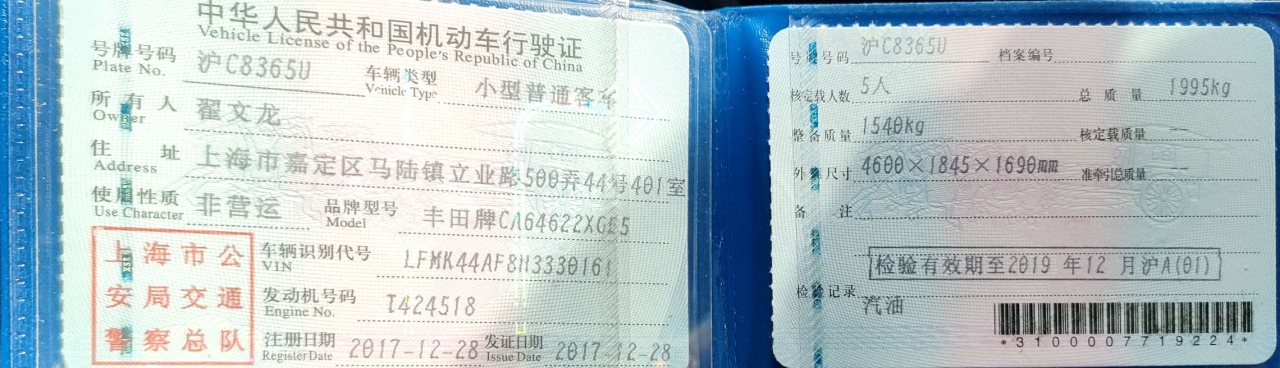 中华人民共和国机动车行驶证
Vehicle License of the People's Republic of China
号牌号码 沪C8365U 车辆类型 小型普通客车
Plate No. Vehicle Type
所有人 翟文龙
Owner
住址 上海市嘉定区马陆镇立业路500弄44号401室
Address
使用性质 非营运 品牌型号 丰田牌CA64622XGE5
Use Character Model
上海市公
安局交通
警察总队
车辆识别代号 LFMK44AF8H3330161
VIN
发动机号码 T424518
Engine No.
注册日期 2017-12-28 发证日期 2017-12-28
Register Date Issue Date
号牌号码 沪C8365U 档案编号
核定载人数 5人 总质量 1995kg
整备质量 1540kg 核定载质量 --
外廓尺寸 4600×1845×1690mm 准牵引总质量 --
备注
检验有效期至2019 年12 月沪A(01)
检验记录
汽油
*3100007719224*